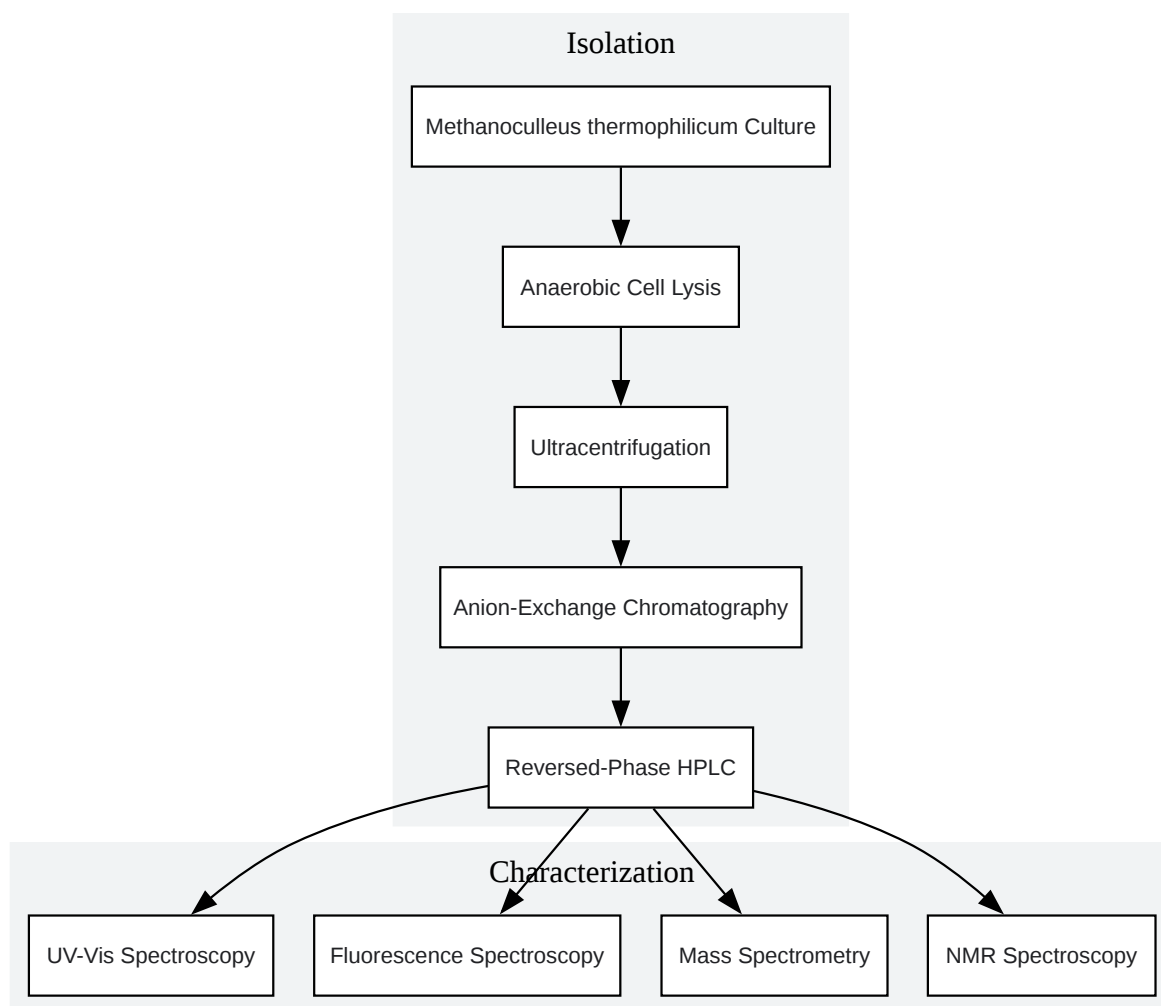 Isolation
Methanoculleus thermophilicum Culture
Anaerobic Cell Lysis
Ultracentrifugation
Anion-Exchange Chromatography
Reversed-Phase HPLC
Characterization
UV-Vis Spectroscopy
Fluorescence Spectroscopy
Mass Spectrometry
NMR Spectroscopy